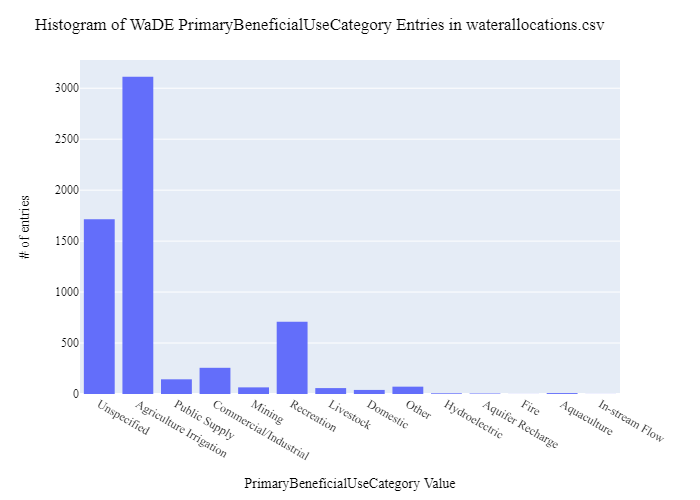 Histogram of WaDE PrimaryBeneficialUseCategory Entries in waterallocations.csv
# of entries
3000
2500
2000
1500
1000
500
0
Unspecified
Agriculture Irrigation
Public Supply
Commercial/Industrial
Mining
Recreation
Livestock
Domestic
Other
Hydroelectric
Aquifer Recharge
Fire
Aquaculture
In-stream Flow
PrimaryBeneficialUseCategory Value